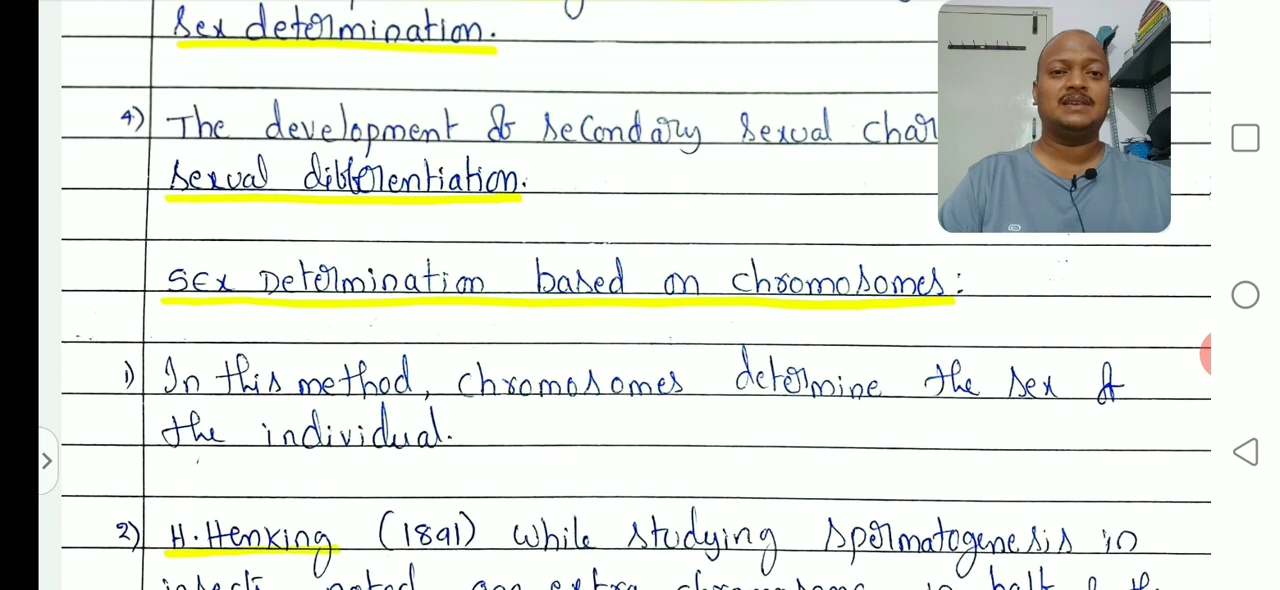 Sex determination.
4) The development of secondary sexual char
sexual differentiation.
SEX Determination based on chromosomes:
1) In this method, chromosomes determine the sex of
the individual.
2) H. Henking (1891) while studying spermatogenesis in